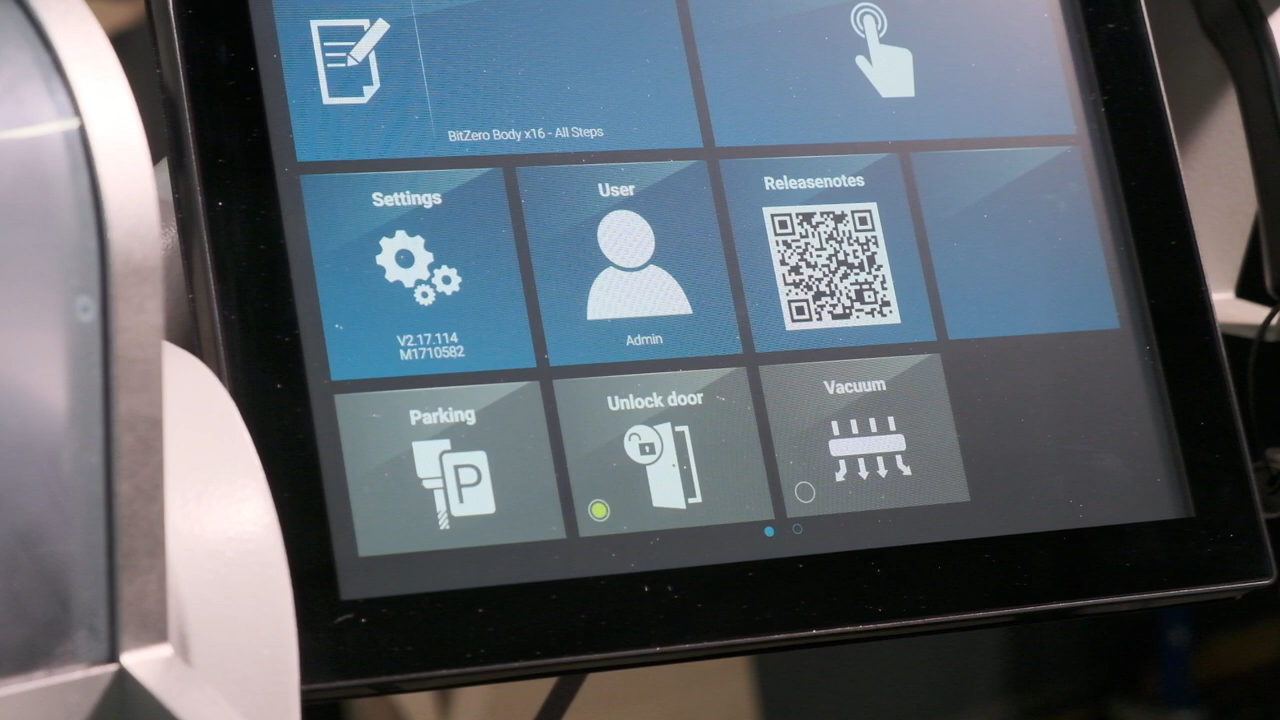 BitZero Body x16 - All Steps
Settings
User
Releasenotes
V2.17.114
M1710582
Admin
Parking
P
Unlock door
Vacuum